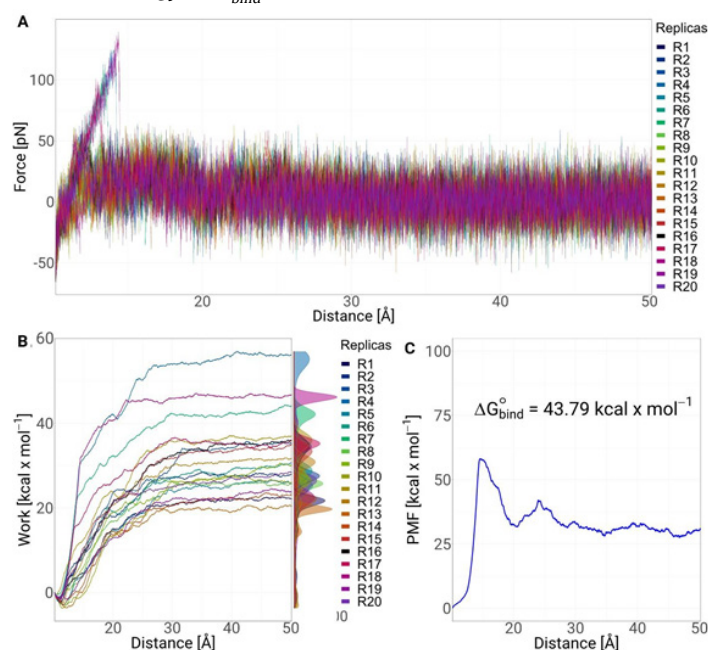 bind
A
Force [pN]
100
50
0
-50
20
30
40
50
Distance [Å]
Replicas
R1
R2
R3
R4
R5
R6
R7
R8
R9
R10
R11
R12
R13
R14
R15
R16
R17
R18
R19
R20
B
Work [kcal x mol⁻¹]
60
40
20
0
20
30
40
50
Distance [Å]
Replicas
R1
R2
R3
R4
R5
R6
R7
R8
R9
R10
R11
R12
R13
R14
R15
R16
R17
R18
R19
R20
00
C
PMF [kcal x mol⁻¹]
100
75
50
25
0
ΔG°bind = 43.79 kcal x mol⁻¹
20
30
40
50
Distance [Å]